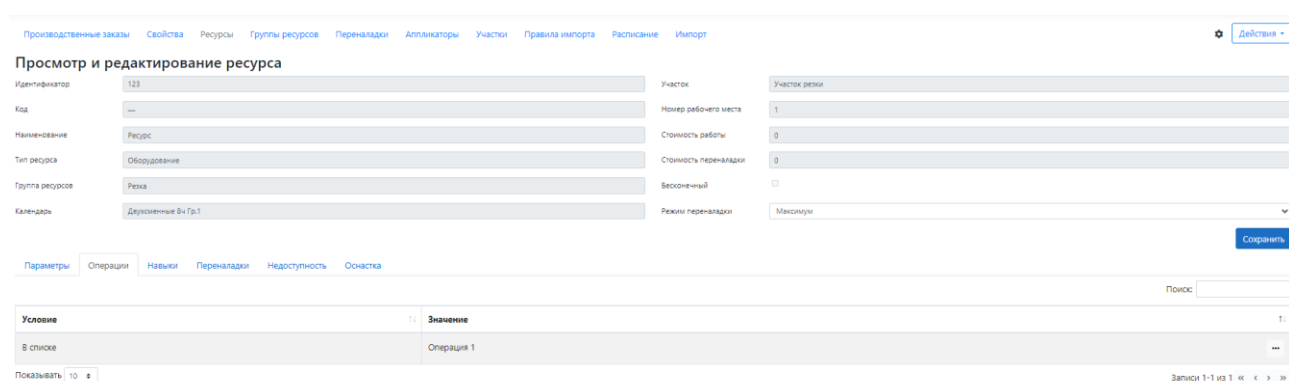 Производственные заказы Свойства Ресурсы Группы ресурсов Переналадки Аппликаторы Участки Правила импорта Расписание Импорт Действия
Просмотр и редактирование ресурса
Идентификатор 123 Участок Участок резки
Код — Номер рабочего места 1
Наименование Ресурс Стоимость работы 0
Тип ресурса Оборудование Стоимость переналадки 0
Группа ресурсов Резка Бесконечный
Календарь Двухсменные 8ч Гр.1 Режим переналадки Максимум
Сохранить
Параметры Операции Навыки Переналадки Недоступность Оснастка
Поиск:
Условие Значение
В списке Операция 1 ...
Показывать 10 Записи 1-1 из 1 « ‹ › »